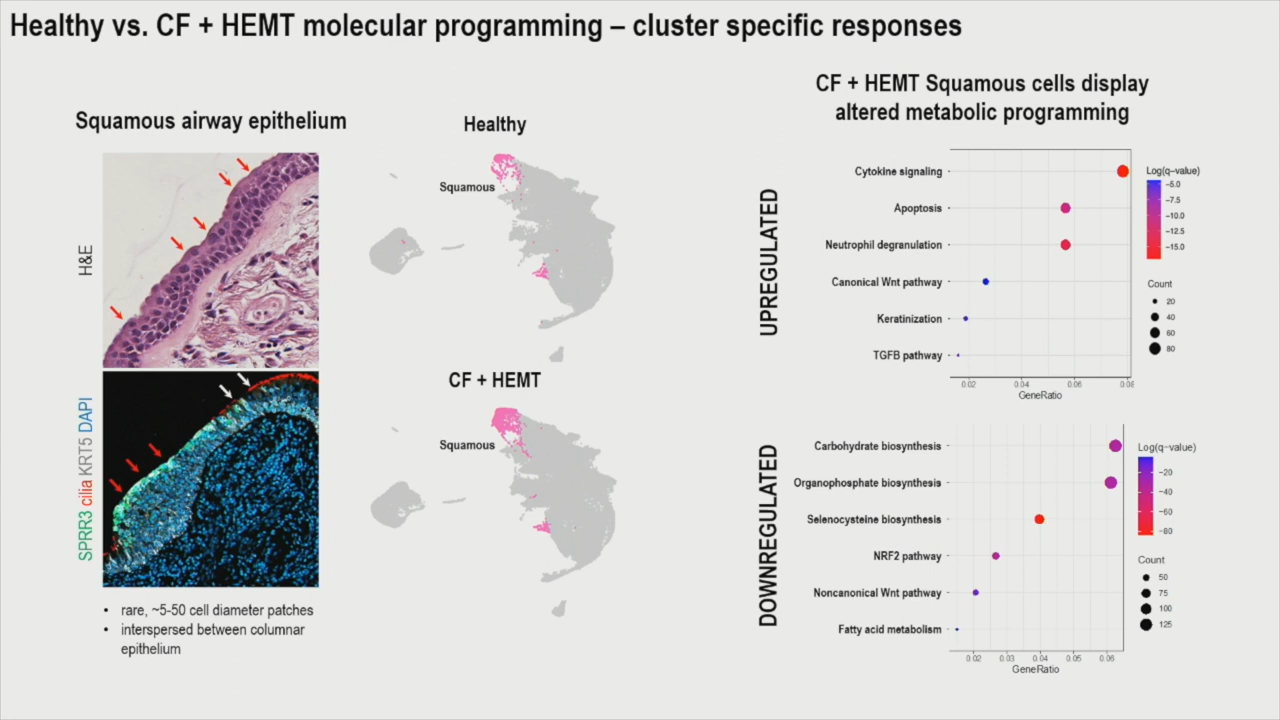 Healthy vs. CF + HEMT molecular programming – cluster specific responses
Squamous airway epithelium
H&E
SPRR3 cilia KRT5 DAPI
• rare, ~5-50 cell diameter patches
• interspersed between columnar
epithelium
Healthy
Squamous
CF + HEMT
Squamous
CF + HEMT Squamous cells display
altered metabolic programming
UPREGULATED
Cytokine signaling
Apoptosis
Neutrophil degranulation
Canonical Wnt pathway
Keratinization
TGFB pathway
0.02 0.04 0.06 0.08
GeneRatio
Log(q-value)
-5.0
-7.5
-10.0
-12.5
-15.0
Count
20
40
60
80
DOWNREGULATED
Carbohydrate biosynthesis
Organophosphate biosynthesis
Selenocysteine biosynthesis
NRF2 pathway
Noncanonical Wnt pathway
Fatty acid metabolism
0.02 0.03 0.04 0.05 0.06
GeneRatio
Log(q-value)
-20
-40
-60
-80
Count
50
75
100
125